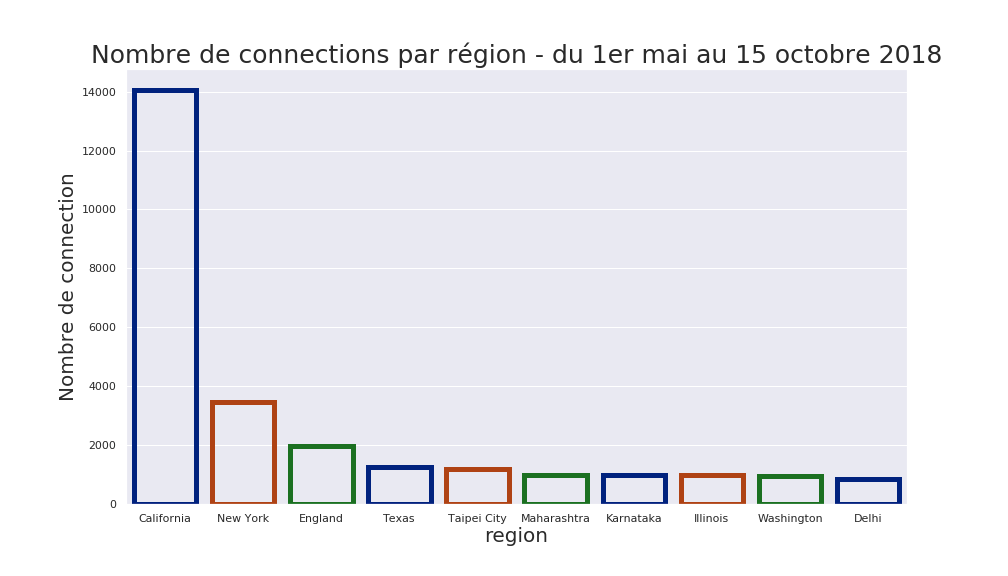 Nombre de connections par région - du 1er mai au 15 octobre 2018
Nombre de connection
14000
12000
10000
8000
6000
4000
2000
0
California New York England Texas Taipei City Maharashtra Karnataka Illinois Washington Delhi
region